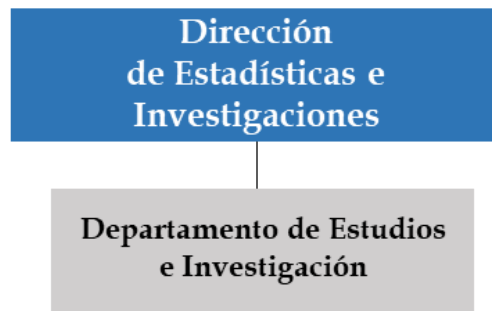 Dirección
de Estadísticas e
Investigaciones
Departamento de Estudios
e Investigación